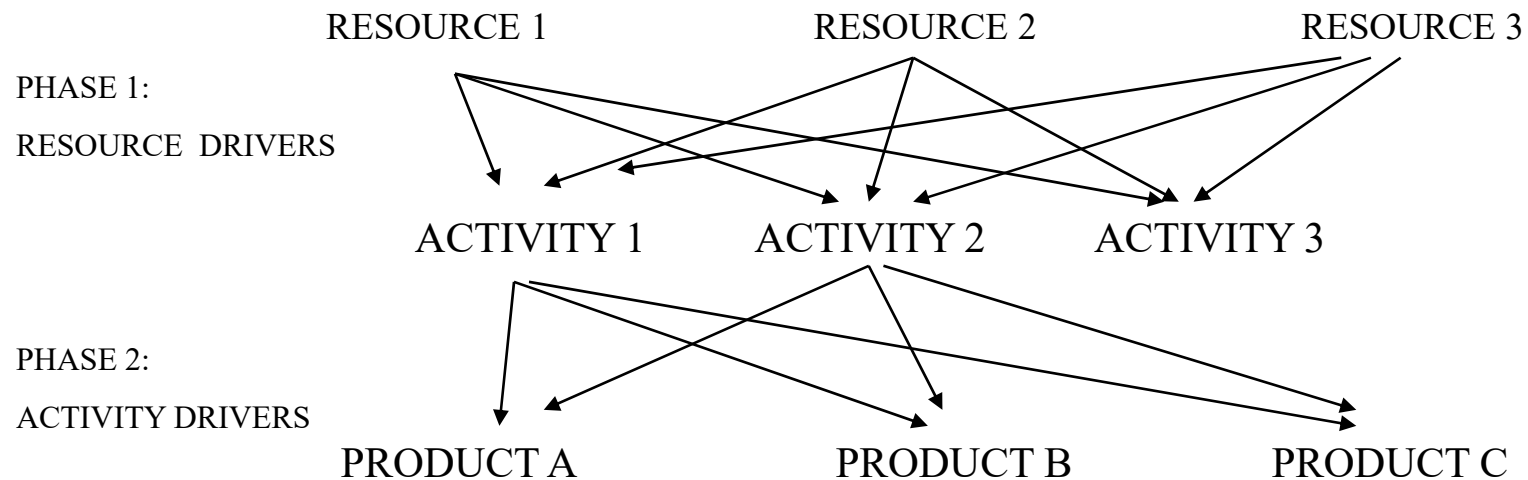 RESOURCE 1 RESOURCE 2 RESOURCE 3
PHASE 1:
RESOURCE DRIVERS
ACTIVITY 1 ACTIVITY 2 ACTIVITY 3
PHASE 2:
ACTIVITY DRIVERS
PRODUCT A PRODUCT B PRODUCT C